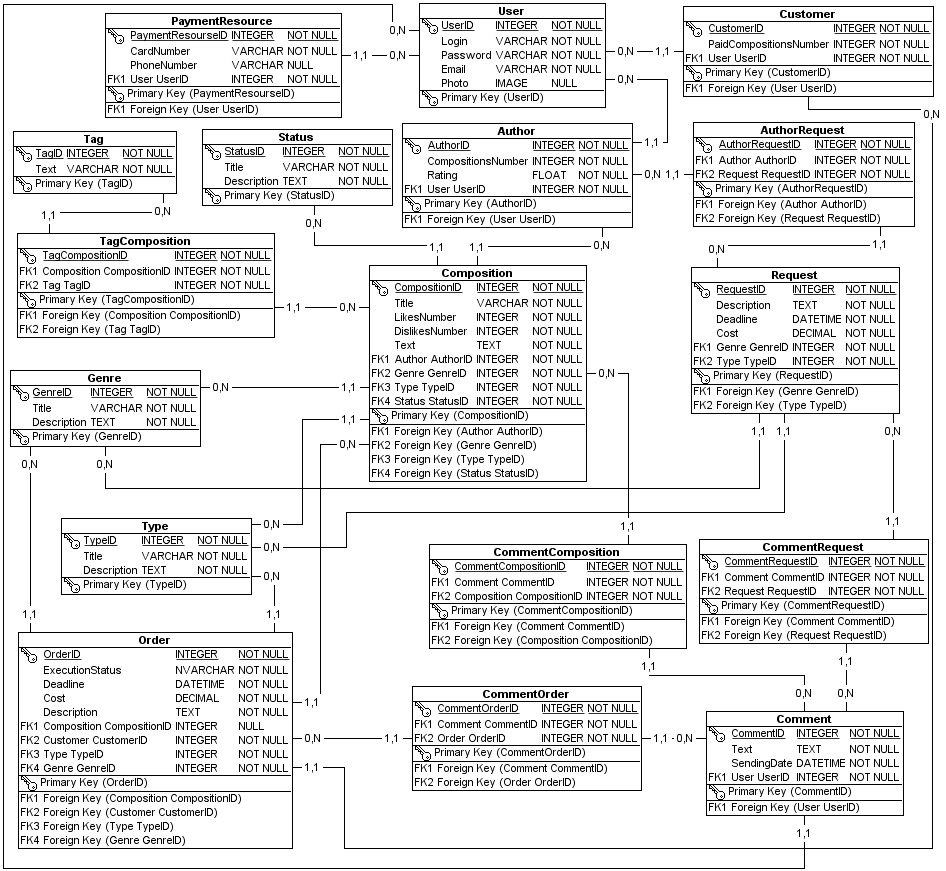 PaymentResource
PaymentResourseID INTEGER NOT NULL
CardNumber VARCHAR NOT NULL
PhoneNumber VARCHAR NULL
FK1 User UserID INTEGER NOT NULL
Primary Key (PaymentResourseID)
FK1 Foreign Key (User UserID)
User
UserID INTEGER NOT NULL
Login VARCHAR NOT NULL
Password VARCHAR NOT NULL
Email VARCHAR NOT NULL
Photo IMAGE NULL
Primary Key (UserID)
Customer
CustomerID INTEGER NOT NULL
PaidCompositionsNumber INTEGER NOT NULL
FK1 User UserID INTEGER NOT NULL
Primary Key (CustomerID)
FK1 Foreign Key (User UserID)
0,N
1,1
0,N
0,N
1,1
0,N
0,N
1,1
Tag
TagID INTEGER NOT NULL
Text VARCHAR NOT NULL
Primary Key (TagID)
Status
StatusID INTEGER NOT NULL
Title VARCHAR NOT NULL
Description TEXT NOT NULL
Primary Key (StatusID)
Author
AuthorID INTEGER NOT NULL
CompositionsNumber INTEGER NOT NULL
Rating FLOAT NOT NULL
FK1 User UserID INTEGER NOT NULL
Primary Key (AuthorID)
FK1 Foreign Key (User UserID)
0,N
1,1
AuthorRequest
AuthorRequestID INTEGER NOT NULL
FK1 Author AuthorID INTEGER NOT NULL
FK2 Request RequestID INTEGER NOT NULL
Primary Key (AuthorRequestID)
FK1 Foreign Key (Author AuthorID)
FK2 Foreign Key (Request RequestID)
1,1
0,N
0,N
1,1
1,1
0,N
0,N
1,1
TagComposition
TagCompositionID INTEGER NOT NULL
FK1 Composition CompositionID INTEGER NOT NULL
FK2 Tag TagID INTEGER NOT NULL
Primary Key (TagCompositionID)
FK1 Foreign Key (Composition CompositionID)
FK2 Foreign Key (Tag TagID)
1,1
0,N
Composition
CompositionID INTEGER NOT NULL
Title VARCHAR NOT NULL
LikesNumber INTEGER NOT NULL
DislikesNumber INTEGER NOT NULL
Text TEXT NOT NULL
FK1 Author AuthorID INTEGER NOT NULL
FK2 Genre GenreID INTEGER NOT NULL
FK3 Type TypeID INTEGER NOT NULL
FK4 Status StatusID INTEGER NOT NULL
Primary Key (CompositionID)
FK1 Foreign Key (Author AuthorID)
FK2 Foreign Key (Genre GenreID)
FK3 Foreign Key (Type TypeID)
FK4 Foreign Key (Status StatusID)
Request
RequestID INTEGER NOT NULL
Description TEXT NOT NULL
Deadline DATETIME NOT NULL
Cost DECIMAL NOT NULL
FK1 Genre GenreID INTEGER NOT NULL
FK2 Type TypeID INTEGER NOT NULL
Primary Key (RequestID)
FK1 Foreign Key (Genre GenreID)
FK2 Foreign Key (Type TypeID)
Genre
GenreID INTEGER NOT NULL
Title VARCHAR NOT NULL
Description TEXT NOT NULL
Primary Key (GenreID)
0,N
1,1
0,N
1,1
0,N
1,1
1,1
0,N
0,N
0,N
Type
TypeID INTEGER NOT NULL
Title VARCHAR NOT NULL
Description TEXT NOT NULL
Primary Key (TypeID)
0,N
0,N
0,N
1,1
1,1
CommentComposition
CommentCompositionID INTEGER NOT NULL
FK1 Comment CommentID INTEGER NOT NULL
FK2 Composition CompositionID INTEGER NOT NULL
Primary Key (CommentCompositionID)
FK1 Foreign Key (Comment CommentID)
FK2 Foreign Key (Composition CompositionID)
CommentRequest
CommentRequestID INTEGER NOT NULL
FK1 Comment CommentID INTEGER NOT NULL
FK2 Request RequestID INTEGER NOT NULL
Primary Key (CommentRequestID)
FK1 Foreign Key (Comment CommentID)
FK2 Foreign Key (Request RequestID)
1,1
1,1
1,1
1,1
0,N
0,N
Order
OrderID INTEGER NOT NULL
ExecutionStatus NVARCHAR NOT NULL
Deadline DATETIME NOT NULL
Cost DECIMAL NOT NULL
Description TEXT NOT NULL
FK1 Composition CompositionID INTEGER NULL
FK2 Customer CustomerID INTEGER NOT NULL
FK3 Type TypeID INTEGER NOT NULL
FK4 Genre GenreID INTEGER NOT NULL
Primary Key (OrderID)
FK1 Foreign Key (Composition CompositionID)
FK2 Foreign Key (Customer CustomerID)
FK3 Foreign Key (Type TypeID)
FK4 Foreign Key (Genre GenreID)
1,1
0,N
1,1
1,1
CommentOrder
CommentOrderID INTEGER NOT NULL
FK1 Comment CommentID INTEGER NOT NULL
FK2 Order OrderID INTEGER NOT NULL
Primary Key (CommentOrderID)
FK1 Foreign Key (Comment CommentID)
FK2 Foreign Key (Order OrderID)
1,1
0,N
Comment
CommentID INTEGER NOT NULL
Text TEXT NOT NULL
SendingDate DATETIME NOT NULL
FK1 User UserID INTEGER NOT NULL
Primary Key (CommentID)
FK1 Foreign Key (User UserID)
1,1